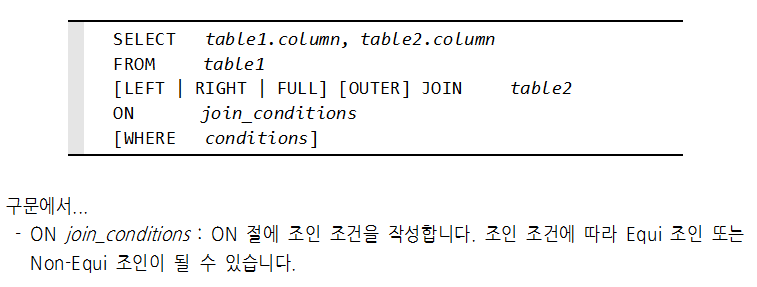 SELECT table1.column, table2.column
FROM table1
[LEFT | RIGHT | FULL] [OUTER] JOIN table2
ON join_conditions
[WHERE conditions]
구문에서...
- ON join_conditions : ON 절에 조인 조건을 작성합니다. 조인 조건에 따라 Equi 조인 또는
Non-Equi 조인이 될 수 있습니다.